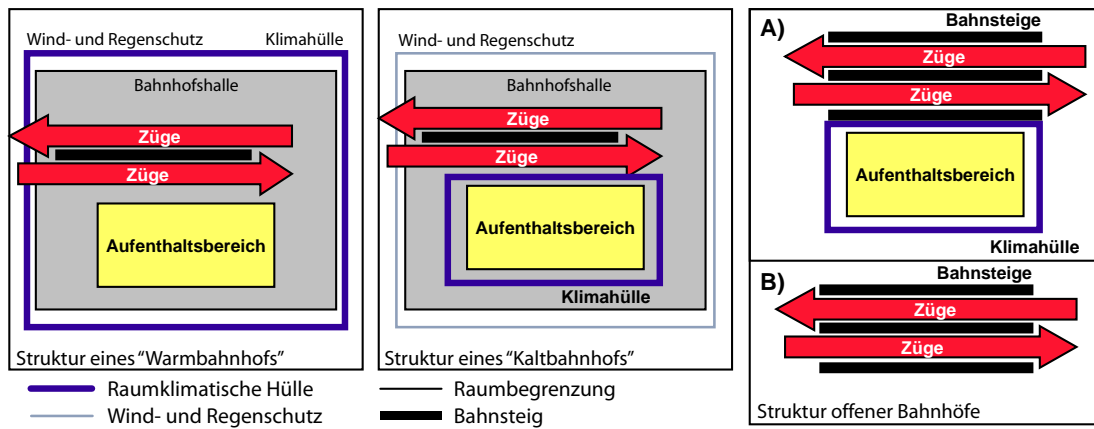 Wind- und Regenschutz Klimahülle
Bahnhofshalle
Züge
Züge
Aufenthaltsbereich
Struktur eines "Warmbahnhofs"
Wind- und Regenschutz
Bahnhofshalle
Züge
Züge
Aufenthaltsbereich
Klimahülle
Struktur eines "Kaltbahnhofs"
A) Bahnsteige
Züge
Züge
Aufenthaltsbereich
Klimahülle
B) Bahnsteige
Züge
Züge
Struktur offener Bahnhöfe
Raumklimatische Hülle
Wind- und Regenschutz
Raumbegrenzung
Bahnsteig